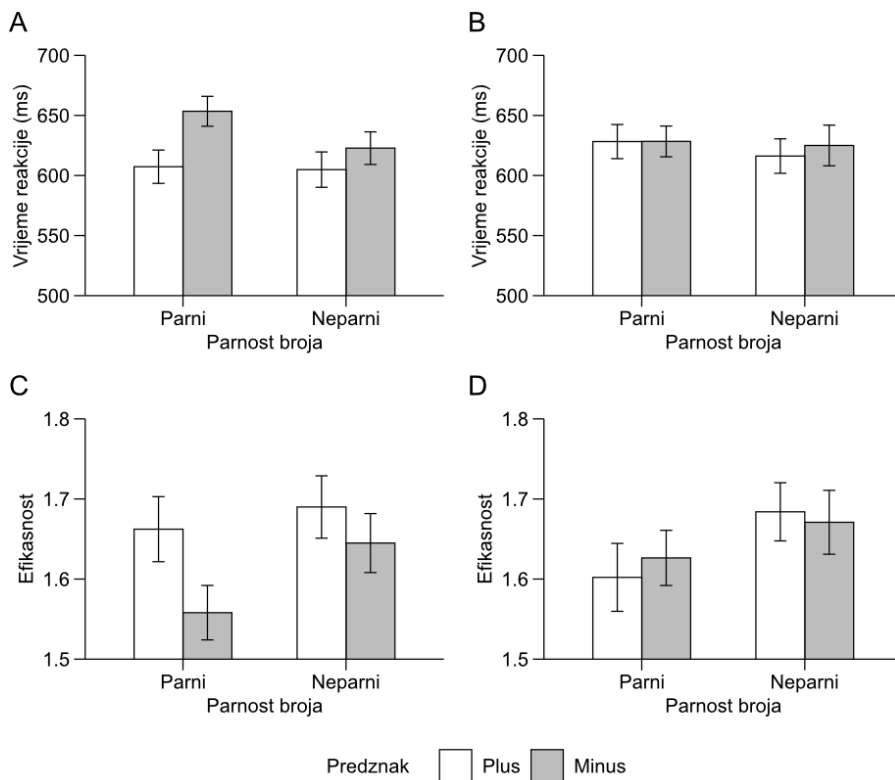 A
Vrijeme reakcije (ms)
700
650
600
550
500
Parni
Neparni
Parnost broja
B
Vrijeme reakcije (ms)
700
650
600
550
500
Parni
Neparni
Parnost broja
C
Efikasnost
1.8
1.7
1.6
1.5
Parni
Neparni
Parnost broja
D
Efikasnost
1.8
1.7
1.6
1.5
Parni
Neparni
Parnost broja
Predznak
Plus
Minus